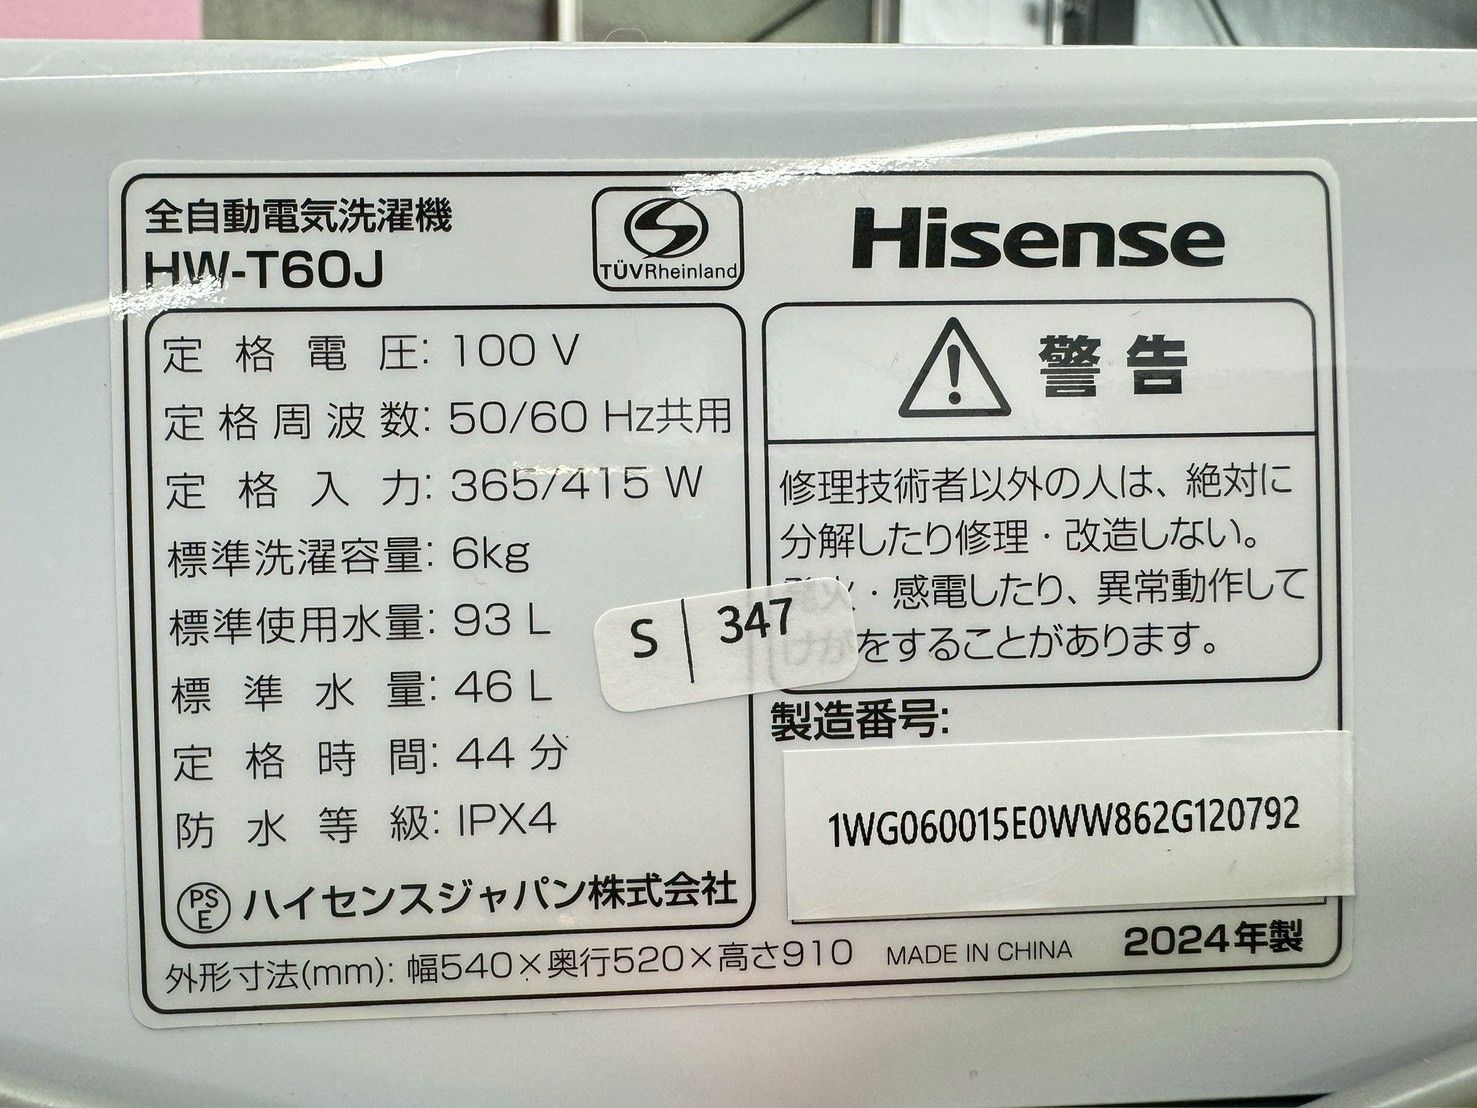 全自動電気洗濯機
HW-T60J
TÜVRheinland
Hisense
定格電圧: 100 V
定格周波数: 50/60 Hz共用
定格入力: 365/415 W
標準洗濯容量: 6kg
標準使用水量: 93 L
標準水量: 46 L
定格時間: 44 分
防水等級: IPX4
PS
E
ハイセンスジャパン株式会社
警告
修理技術者以外の人は、絶対に
分解したり修理・改造しない。
発火・感電したり、異常動作して
けがをすることがあります。
S | 347
製造番号:
1WG060015E0WW862G120792
外形寸法(mm): 幅540×奥行520×高さ910 MADE IN CHINA 2024年製